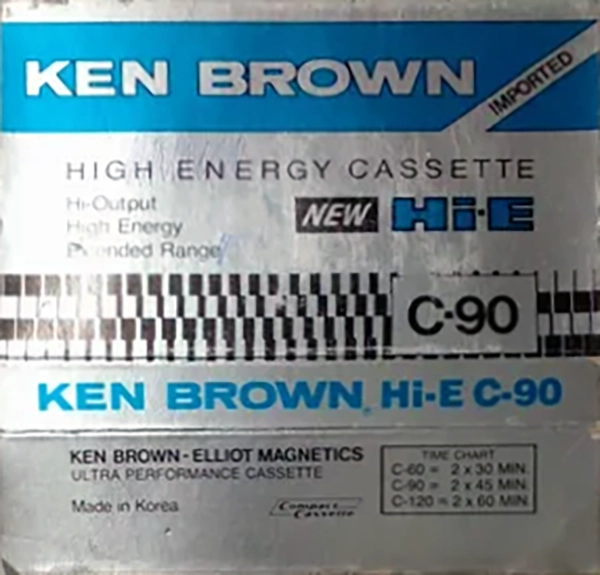 KEN BROWN
IMPORTED
HIGH ENERGY CASSETTE
Hi-Output
High Energy
Extended Range
NEW Hi-E
C-90
KEN BROWN Hi-E C-90
KEN BROWN - ELLIOT MAGNETICS
ULTRA PERFORMANCE CASSETTE
Made in Korea
Compact
Cassette
TIME CHART
C-60 = 2 x 30 MIN.
C-90 = 2 x 45 MIN.
C-120 = 2 x 60 MIN.